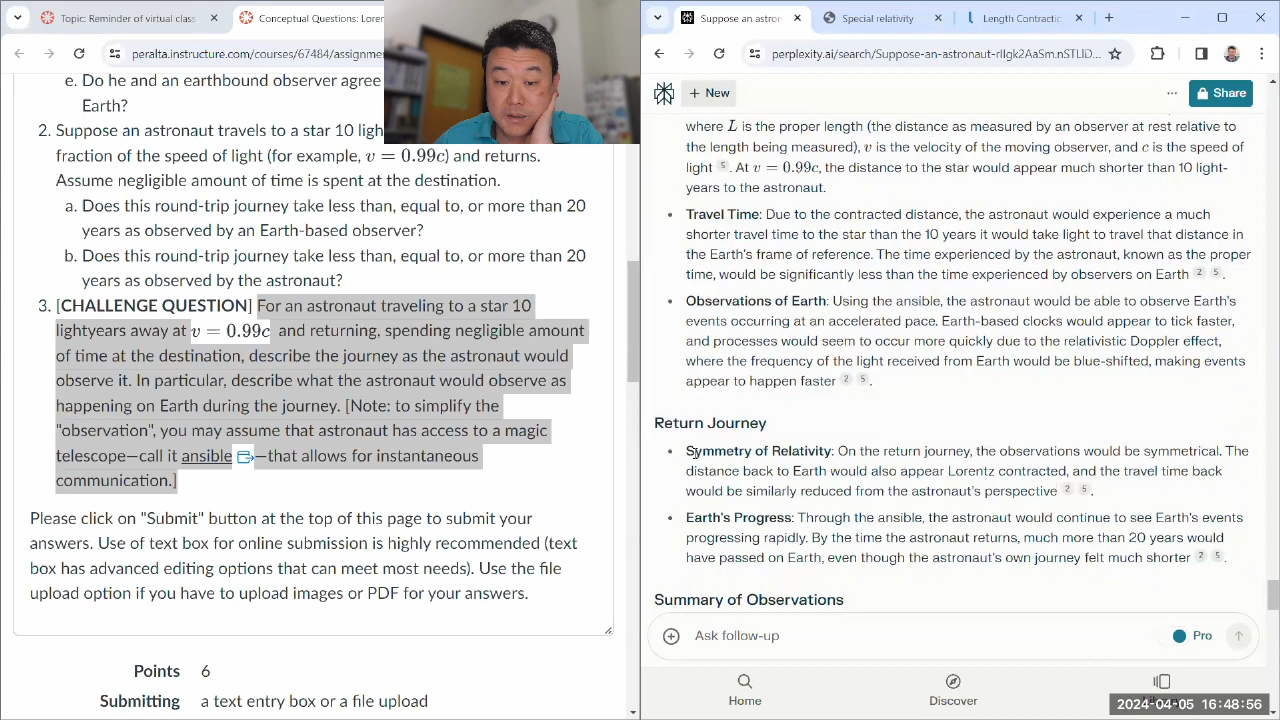 Topic: Reminder of virtual class
Conceptual Questions: Loren
peralta.instructure.com/courses/67484/assignme
e. Do he and an earthbound observer agree
Earth?
2. Suppose an astronaut travels to a star 10 ligh
fraction of the speed of light (for example, v = 0.99c) and returns.
Assume negligible amount of time is spent at the destination.
a. Does this round-trip journey take less than, equal to, or more than 20
years as observed by an Earth-based observer?
b. Does this round-trip journey take less than, equal to, or more than 20
years as observed by the astronaut?
3. [CHALLENGE QUESTION] For an astronaut traveling to a star 10
lightyears away at v = 0.99c and returning, spending negligible amount
of time at the destination, describe the journey as the astronaut would
observe it. In particular, describe what the astronaut would observe as
happening on Earth during the journey. [Note: to simplify the
"observation", you may assume that astronaut has access to a magic
telescope—call it ansible —that allows for instantaneous
communication.]
Please click on "Submit" button at the top of this page to submit your
answers. Use of text box for online submission is highly recommended (text
box has advanced editing options that can meet most needs). Use the file
upload option if you have to upload images or PDF for your answers.
Points 6
Submitting a text entry box or a file upload
Suppose an astron
Special relativity
Length Contractic
perplexity.ai/search/Suppose-an-astronaut-rIIgk2AaSm.nSTLID...
New
Share
where L is the proper length (the distance as measured by an observer at rest relative to
the length being measured), v is the velocity of the moving observer, and c is the speed of
light 5 . At v = 0.99c, the distance to the star would appear much shorter than 10 light-
years to the astronaut.
• Travel Time: Due to the contracted distance, the astronaut would experience a much
shorter travel time to the star than the 10 years it would take light to travel that distance in
the Earth's frame of reference. The time experienced by the astronaut, known as the proper
time, would be significantly less than the time experienced by observers on Earth 2 5 .
• Observations of Earth: Using the ansible, the astronaut would be able to observe Earth's
events occurring at an accelerated pace. Earth-based clocks would appear to tick faster,
and processes would seem to occur more quickly due to the relativistic Doppler effect,
where the frequency of the light received from Earth would be blue-shifted, making events
appear to happen faster 2 5 .
Return Journey
• Symmetry of Relativity: On the return journey, the observations would be symmetrical. The
distance back to Earth would also appear Lorentz contracted, and the travel time back
would be similarly reduced from the astronaut's perspective 2 5 .
• Earth's Progress: Through the ansible, the astronaut would continue to see Earth's events
progressing rapidly. By the time the astronaut returns, much more than 20 years would
have passed on Earth, even though the astronaut's own journey felt much shorter 2 5 .
Summary of Observations
Ask follow-up
Pro
Home
Discover
2024-04-05 16:48:56